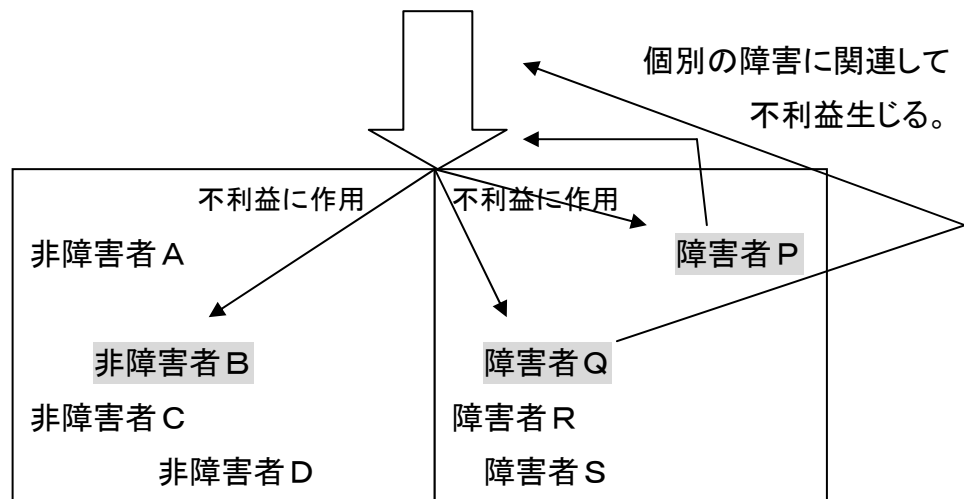 個別の障害に関連して
不利益生じる。
不利益に作用
不利益に作用
非障害者A
障害者P
非障害者B
障害者Q
非障害者C
障害者R
非障害者D
障害者S